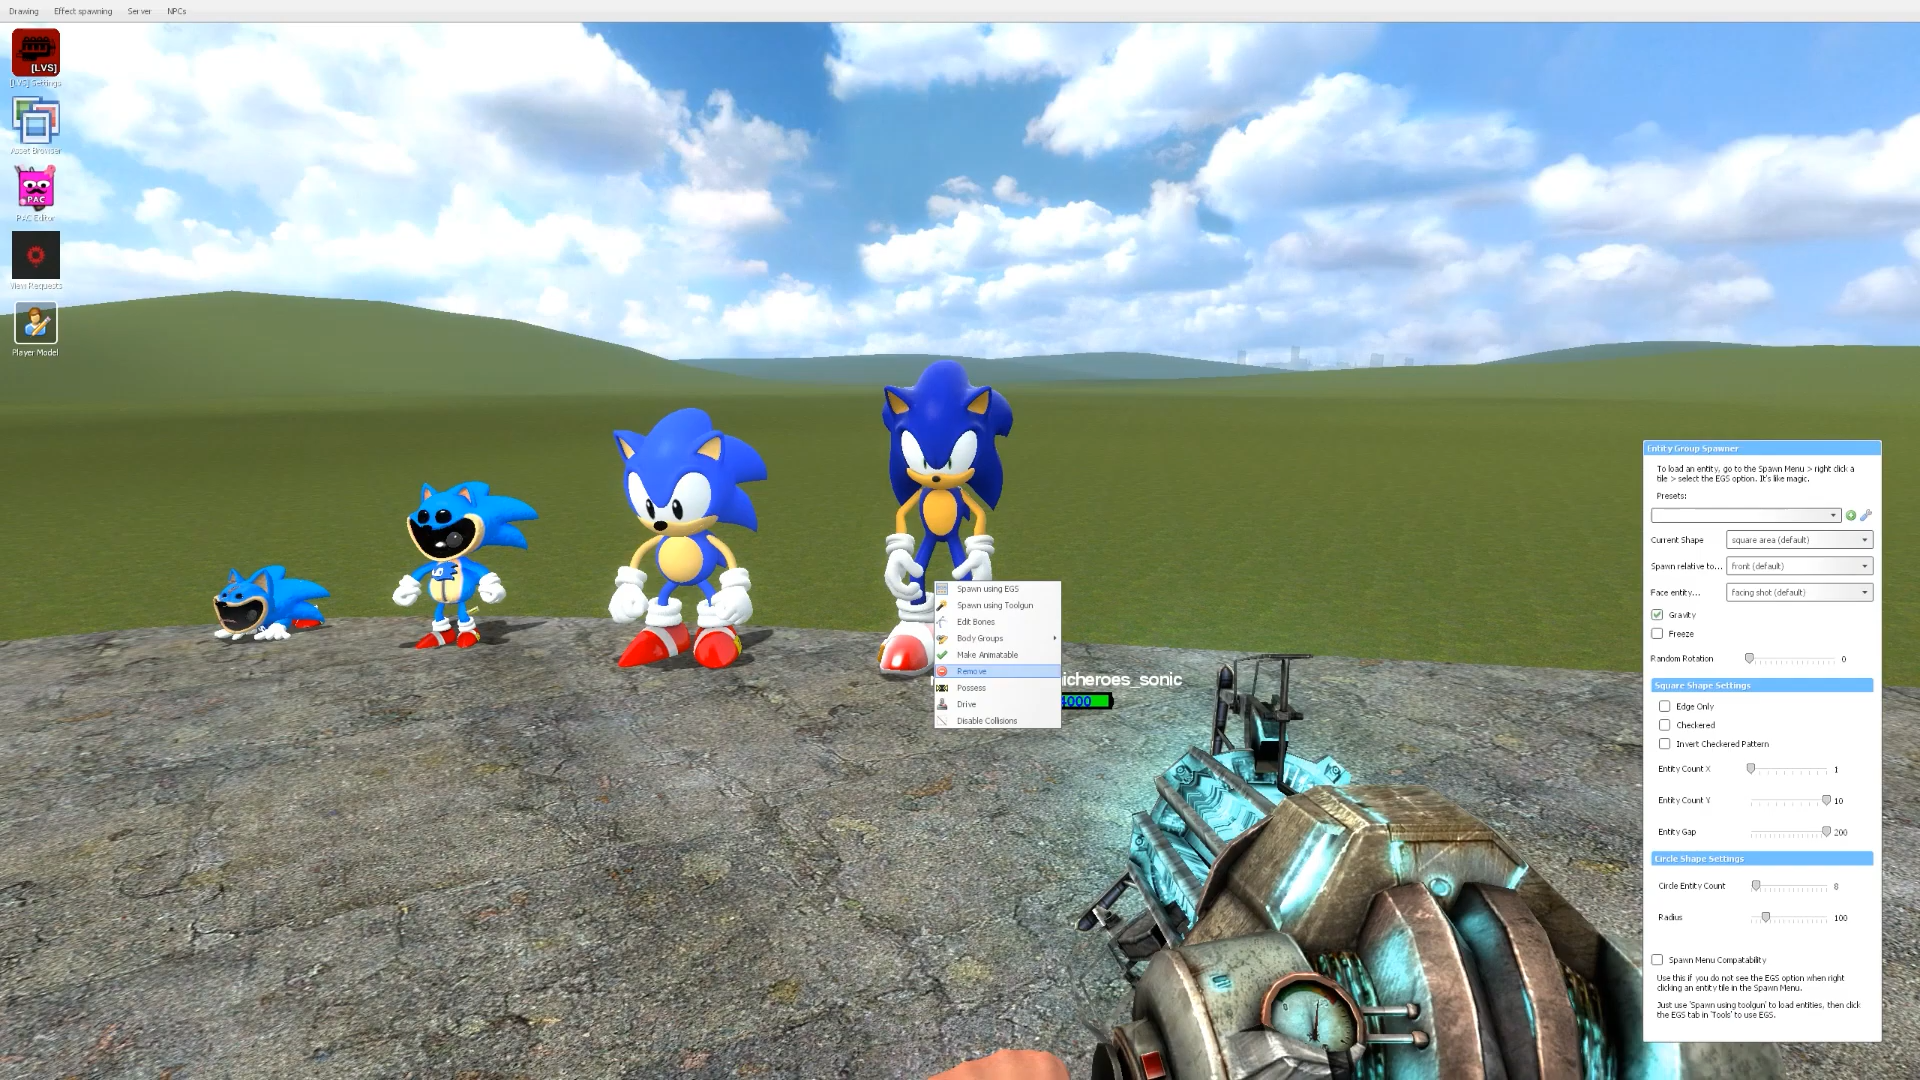 Drawing Effect spawning Server NPCs
[LVS]
[LVS] Settings
Asset Browser
PAC
PAC Editor
View Requests
Player Model
Spawn using EGS
Spawn using Toolgun
Edit Bones
Body Groups
Make Animatable
Remove
Possess
Drive
Disable Collisions
icheroes_sonic
4000
Entity Group Spawner
To load an entity, go to the Spawn Menu > right click a
tile > select the EGS option. It's like magic.
Presets:
Current Shape square area (default)
Spawn relative to... front (default)
Face entity... facing shot (default)
Gravity
Freeze
Random Rotation 0
Square Shape Settings
Edge Only
Checkered
Invert Checkered Pattern
Entity Count X 1
Entity Count Y 10
Entity Gap 200
Circle Shape Settings
Circle Entity Count 8
Radius 100
Spawn Menu Compatability
Use this if you do not see the EGS option when right
clicking an entity tile in the Spawn Menu.
Just use 'Spawn using toolgun' to load entities, then click
the EGS tab in 'Tools' to use EGS.